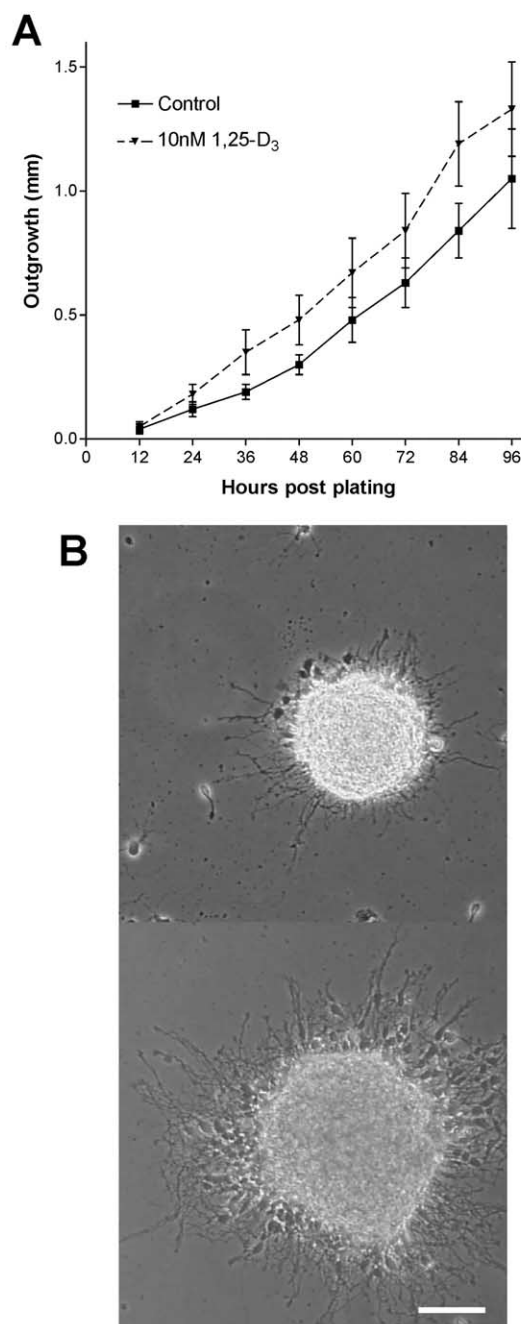 A
1.5
Control
10nM 1,25-D₃
1.0
Outgrowth (mm)
0.5
0.0
0 12 24 36 48 60 72 84 96
Hours post plating
B